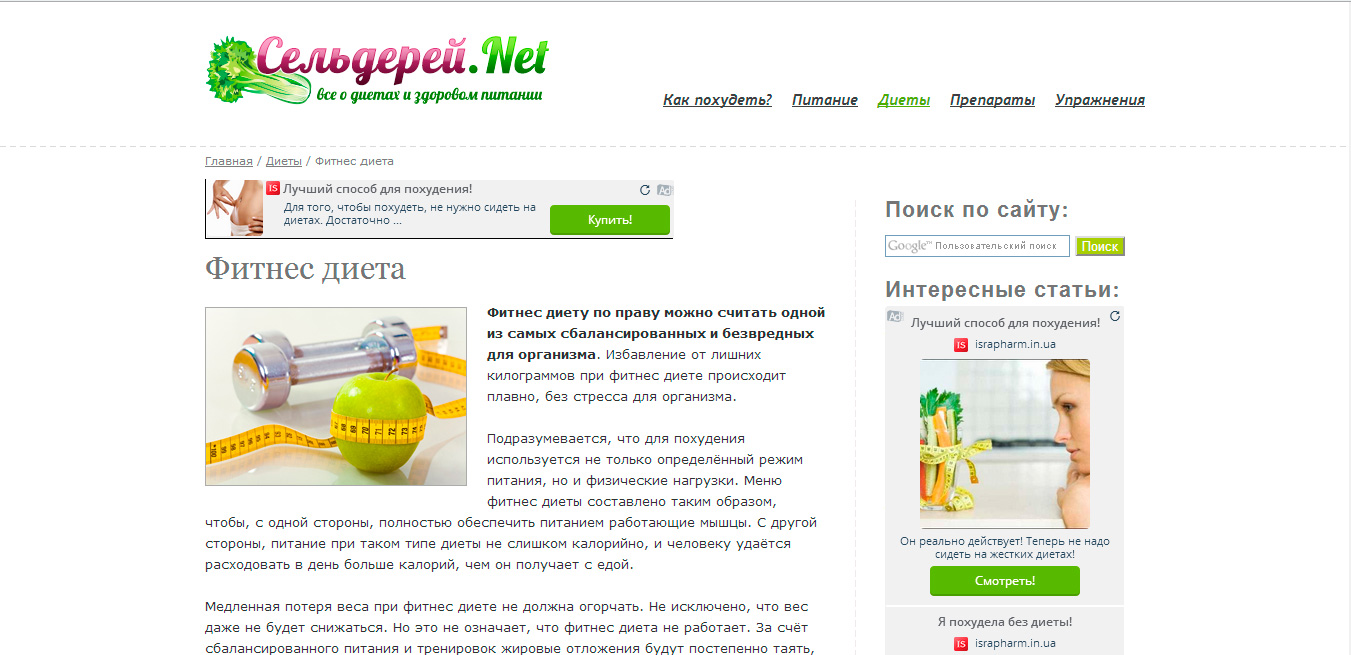 Сельдерей.Net
все о диетах и здоровом питании
Как похудеть? Питание Диеты Препараты Упражнения
Главная / Диеты / Фитнес диета
IS Лучший способ для похудения! Ad
Для того, чтобы похудеть, не нужно сидеть на
диетах. Достаточно ...
Купить!
Фитнес диета
Фитнес диету по праву можно считать одной
из самых сбалансированных и безвредных
для организма. Избавление от лишних
килограммов при фитнес диете происходит
плавно, без стресса для организма.
Подразумевается, что для похудения
используется не только определённый режим
питания, но и физические нагрузки. Меню
фитнес диеты составлено таким образом,
чтобы, с одной стороны, полностью обеспечить питанием работающие мышцы. С другой
стороны, питание при таком типе диеты не слишком калорийно, и человеку удаётся
расходовать в день больше калорий, чем он получает с едой.
Медленная потеря веса при фитнес диете не должна огорчать. Не исключено, что вес
даже не будет снижаться. Но это не означает, что фитнес диета не работает. За счёт
сбалансированного питания и тренировок жировые отложения будут постепенно таять,
Поиск по сайту:
Google™ Пользовательский поиск Поиск
Интересные статьи:
Ad Лучший способ для похудения!
IS israpharm.in.ua
Он реально действует! Теперь не надо
сидеть на жестких диетах!
Смотреть!
Я похудела без диеты!
IS israpharm.in.ua